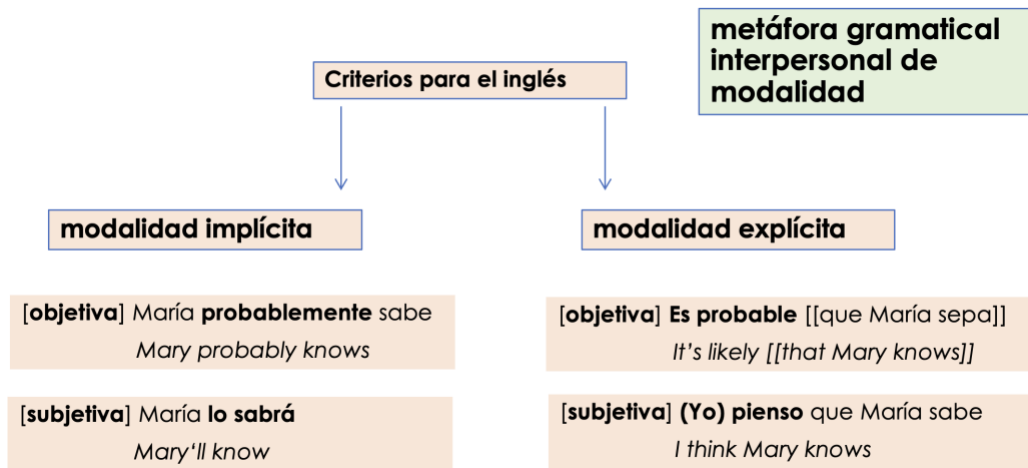 metáfora gramatical
interpersonal de
modalidad
Criterios para el inglés
modalidad implícita
modalidad explícita
[objetiva] María probablemente sabe
Mary probably knows
[objetiva] Es probable [[que María sepa]]
It's likely [[that Mary knows]]
[subjetiva] María lo sabrá
Mary‘ll know
[subjetiva] (Yo) pienso que María sabe
I think Mary knows